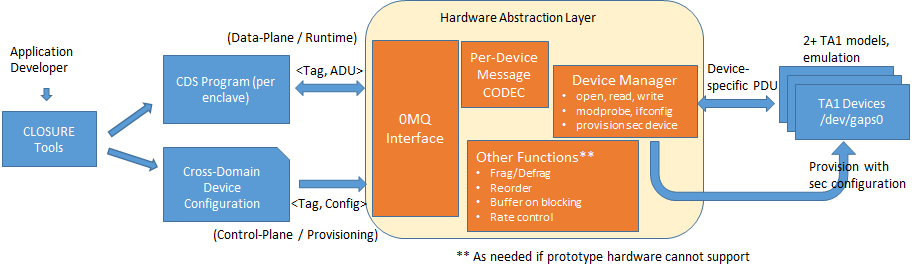 Hardware Abstraction Layer
Application
Developer
CLOSURE
Tools
(Data-Plane / Runtime)
CDS Program (per
enclave)
<Tag, ADU>
Cross-Domain
Device
Configuration
<Tag, Config>
(Control-Plane / Provisioning)
0MQ
Interface
Per-Device
Message
CODEC
Device Manager
• open, read, write
• modprobe, ifconfig
• provision sec device
Other Functions**
• Frag/Defrag
• Reorder
• Buffer on blocking
• Rate control
Device-
specific PDU
2+ TA1 models,
emulation
TA1 Devices
/dev/gaps0
Provision with
sec configuration
** As needed if prototype hardware cannot support